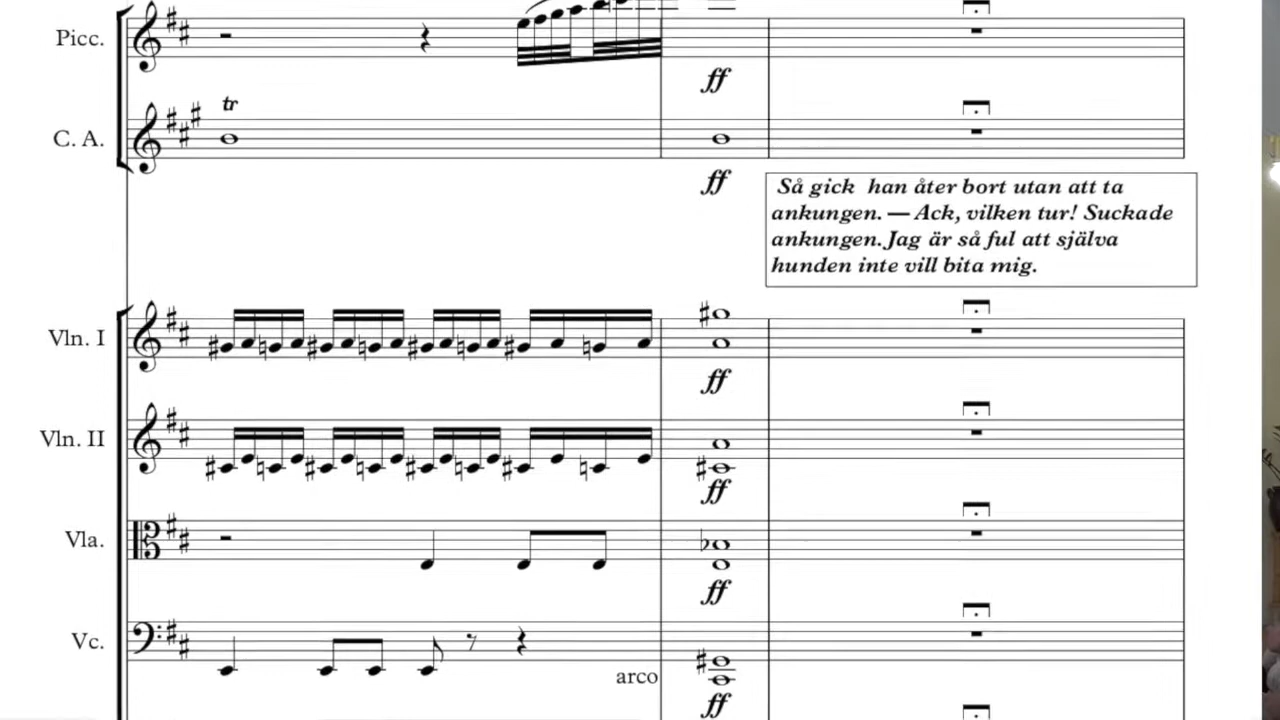 Picc.
ff
tr
C. A.
ff
Så gick han åter bort utan att ta
ankungen. — Ack, vilken tur! Suckade
ankungen. Jag är så ful att själva
hunden inte vill bita mig.
Vln. I
ff
Vln. II
ff
Vla.
ff
Vc.
arco
ff